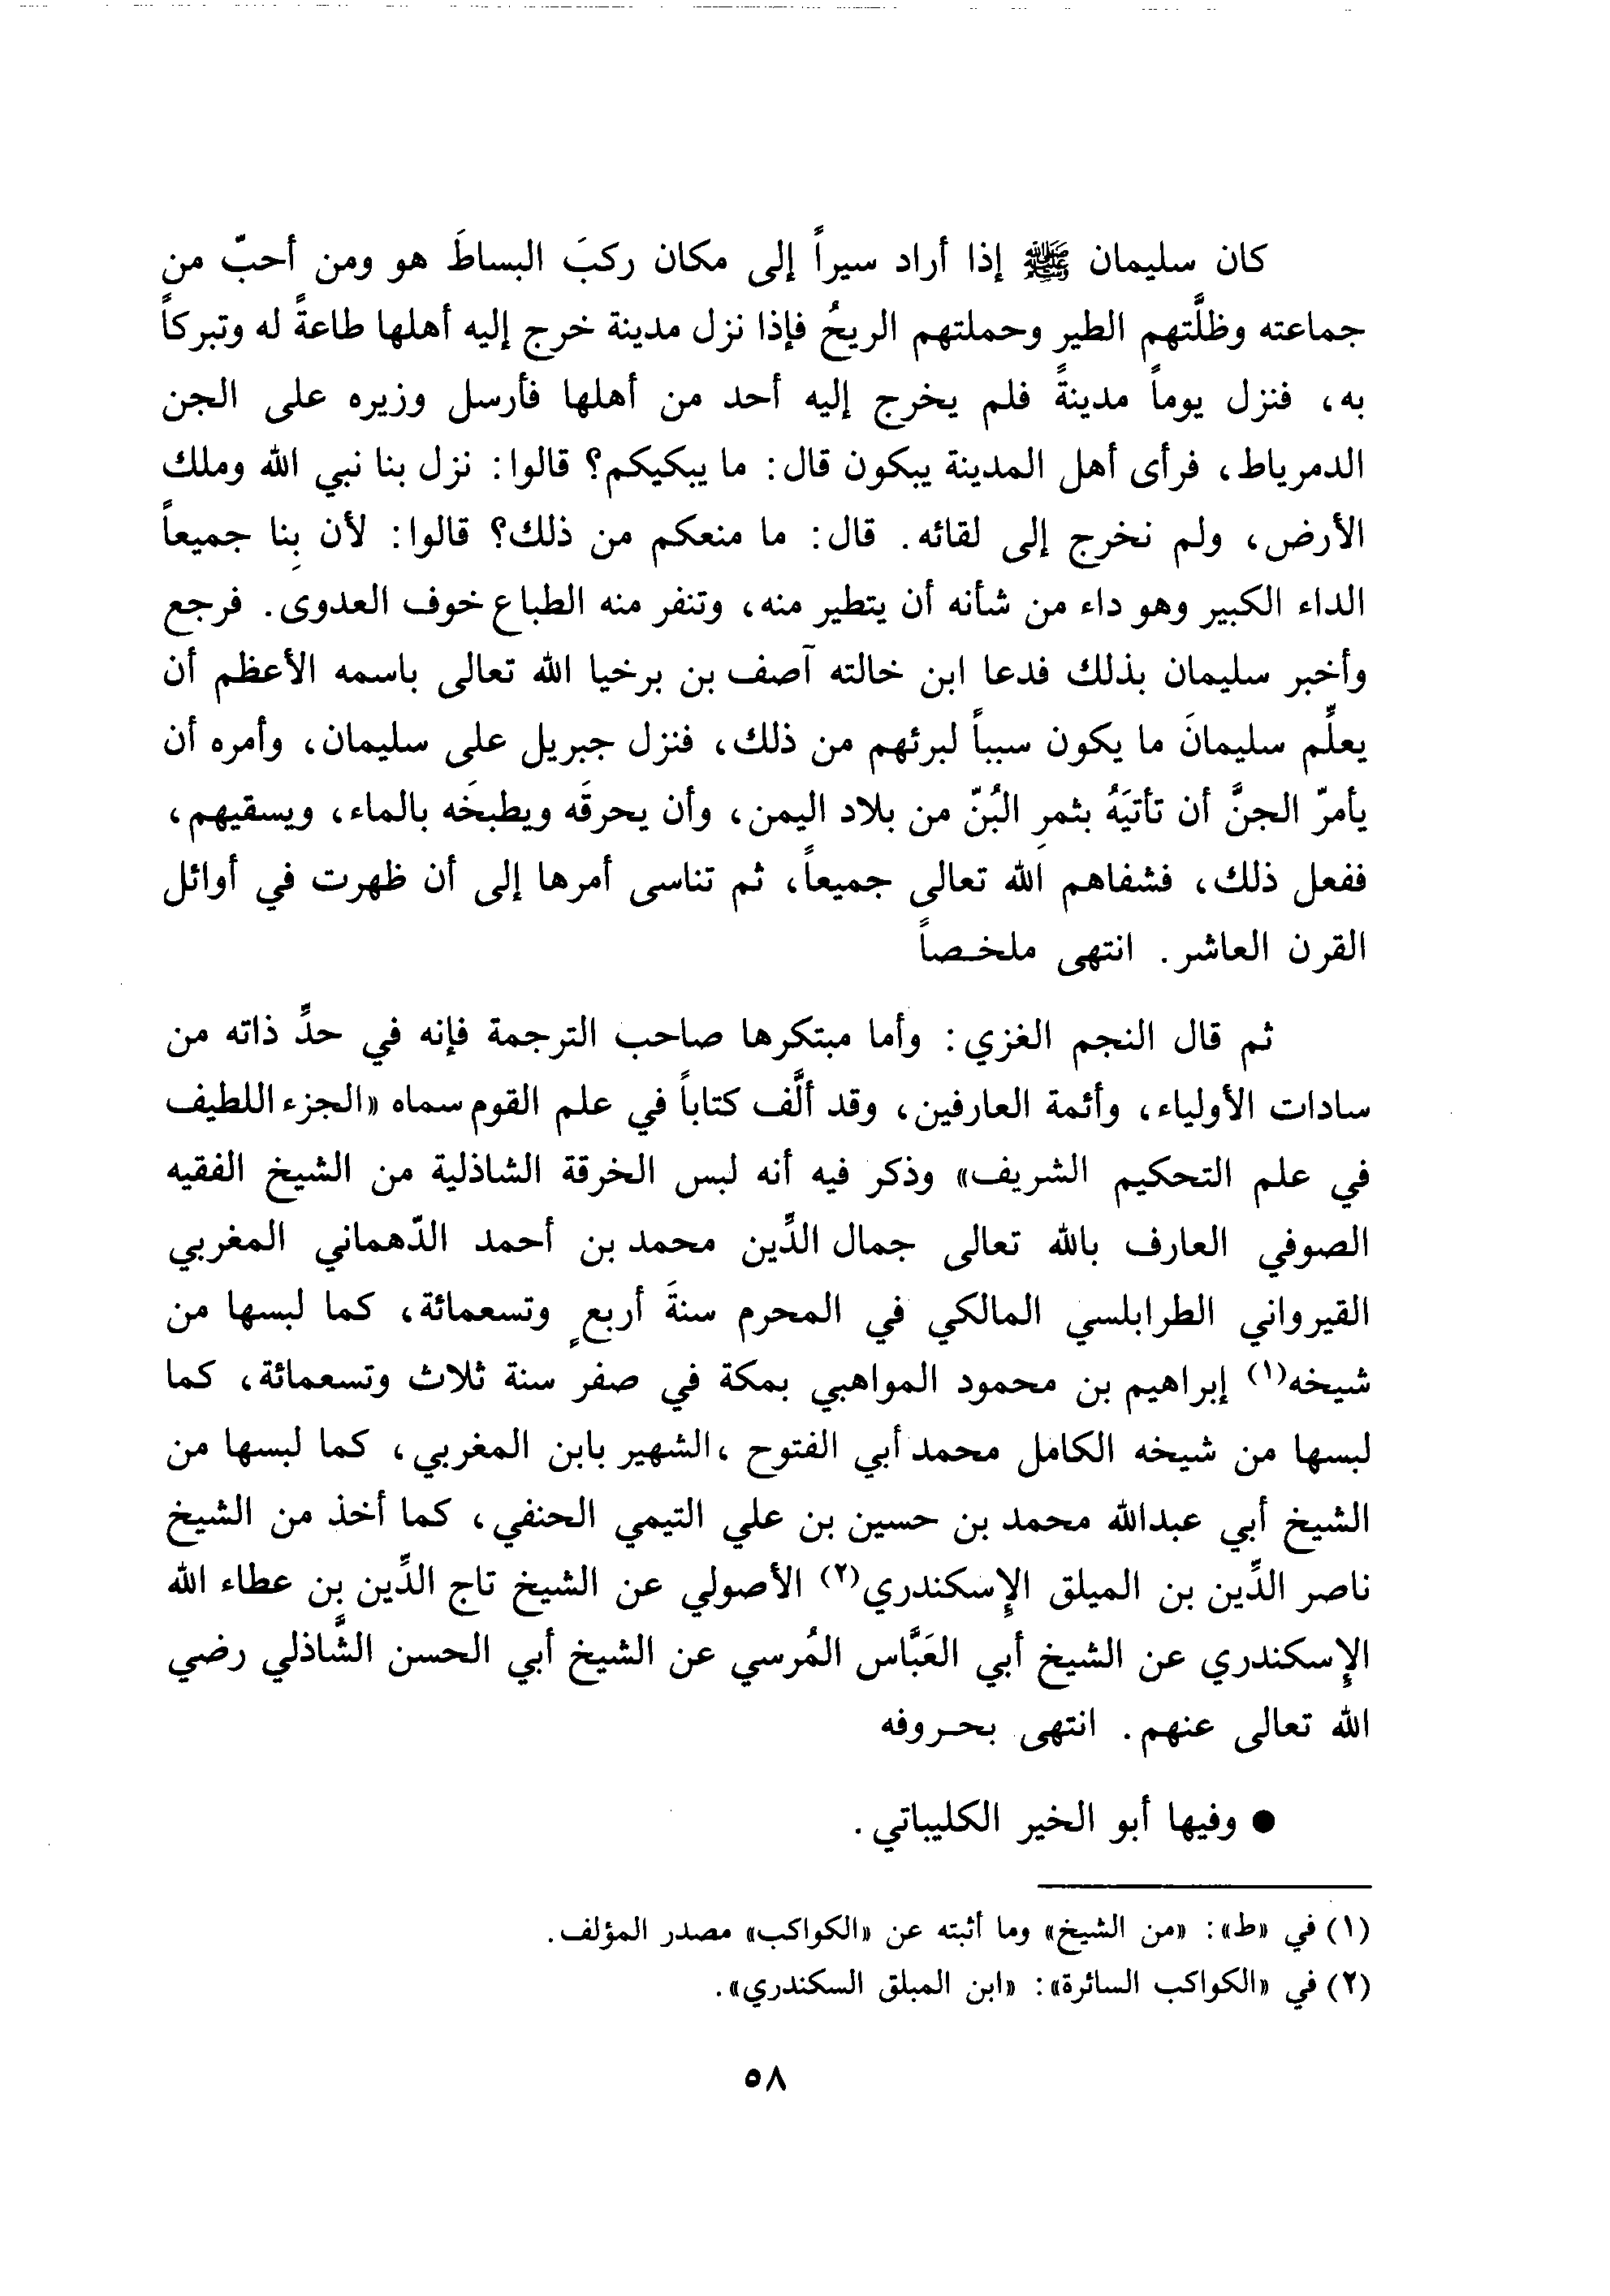 كان سليمان ﷺ إذا أراد سيراً إلى مكان ركبَ البساطَ هو ومن أحبّ من
جماعته وظلَّتهم الطير وحملتهم الريحُ فإذا نزل مدينة خرج إليه أهلها طاعةً له وتبركاً
به، فنزل يوماً مدينةً فلم يخرج إليه أحد من أهلها فأرسل وزيره على الجن
الدمرياط، فرأى أهل المدينة يبكون قال: ما يبكيكم؟ قالوا: نزل بنا نبي الله وملك
الأرض، ولم نخرج إلى لقائه. قال: ما منعكم من ذلك؟ قالوا: لأن بِنا جميعاً
الداء الكبير وهو داء من شأنه أن يتطير منه، وتنفر منه الطباع خوف العدوى. فرجع
وأخبر سليمان بذلك فدعا ابن خالته آصف بن برخيا الله تعالى باسمه الأعظم أن
يعلِّم سليمانَ ما يكون سبباً لبرئهم من ذلك، فنزل جبريل على سليمان، وأمره أن
يأمرّ الجنَّ أن تأتيَهُ بثمرِ البُنّ من بلاد اليمن، وأن يحرقَه ويطبخَه بالماء، ويسقيهم،
ففعل ذلك، فشفاهم الله تعالى جميعاً، ثم تناسى أمرها إلى أن ظهرت في أوائل
القرن العاشر. انتهى ملخـصاً
ثم قال النجم الغزي: وأما مبتكرها صاحب الترجمة فإنه في حدِّ ذاته من
سادات الأولياء، وأئمة العارفين، وقد ألَّف كتاباً في علم القوم سماه «الجزء اللطيف
في علم التحكيم الشريف» وذكر فيه أنه لبس الخرقة الشاذلية من الشيخ الفقيه
الصوفي العارف بالله تعالى جمال الدِّين محمد بن أحمد الدّهماني المغربي
القيرواني الطرابلسي المالكي في المحرم سنةَ أربعٍ وتسعمائة، كما لبسها من
شيخه(١) إبراهيم بن محمود المواهبي بمكة في صفر سنة ثلاث وتسعمائة، كما
لبسها من شيخه الكامل محمد أبي الفتوح ،الشهير بابن المغربي، كما لبسها من
الشيخ أبي عبدالله محمد بن حسين بن علي التيمي الحنفي، كما أخذ من الشيخ
ناصر الدِّين بن الميلق الإسكندري(٢) الأصولي عن الشيخ تاج الدِّين بن عطاء الله
الإسكندري عن الشيخ أبي العَبَّاس المُرسي عن الشيخ أبي الحسن الشَّاذلي رضي
الله تعالى عنهم. انتهى بحـروفه
● وفيها أبو الخير الكليباتي.
(١) في «ط»: «من الشيخ» وما أثبته عن «الكواكب» مصدر المؤلف.
(٢) في «الكواكب السائرة»: «ابن المبلق السكندري».
٥٨